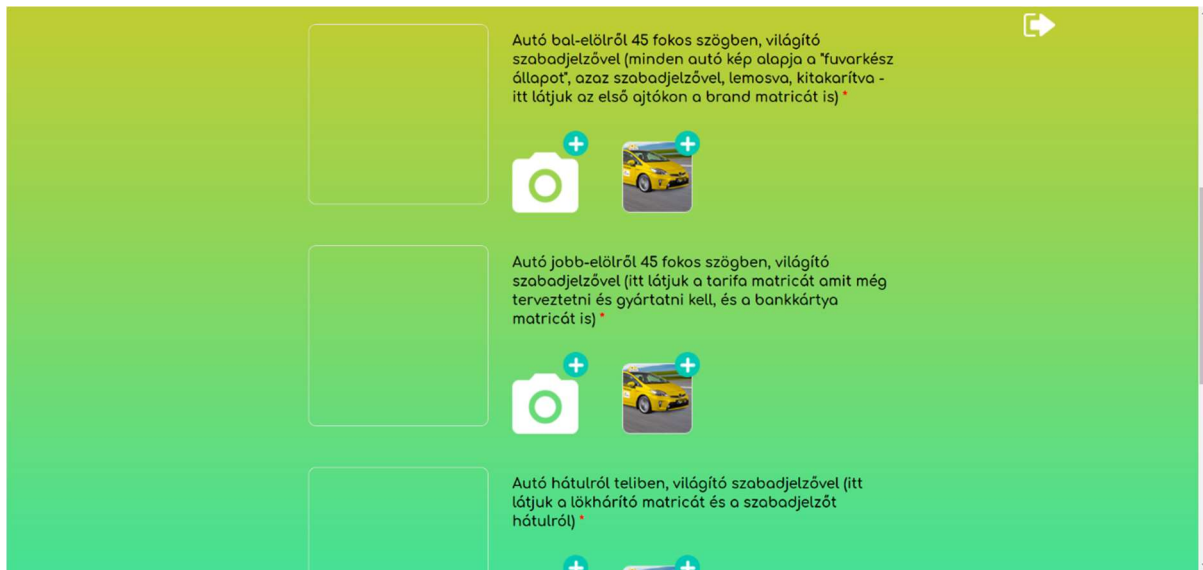 Autó bal-elölről 45 fokos szögben, világító
szabadjelzővel (minden autó kép alapja a "fuvarkész
állapot", azaz szabadjelzővel, lemosva, kitakarítva -
itt látjuk az első ajtókon a brand matricát is) *
Autó jobb-elölről 45 fokos szögben, világító
szabadjelzővel (itt látjuk a tarifa matricát amit még
terveztetni és gyártatni kell, és a bankkártya
matricát is) *
Autó hátulról teliben, világító szabadjelzővel (itt
látjuk a lökhárító matricát és a szabadjelzőt
hátulról) *